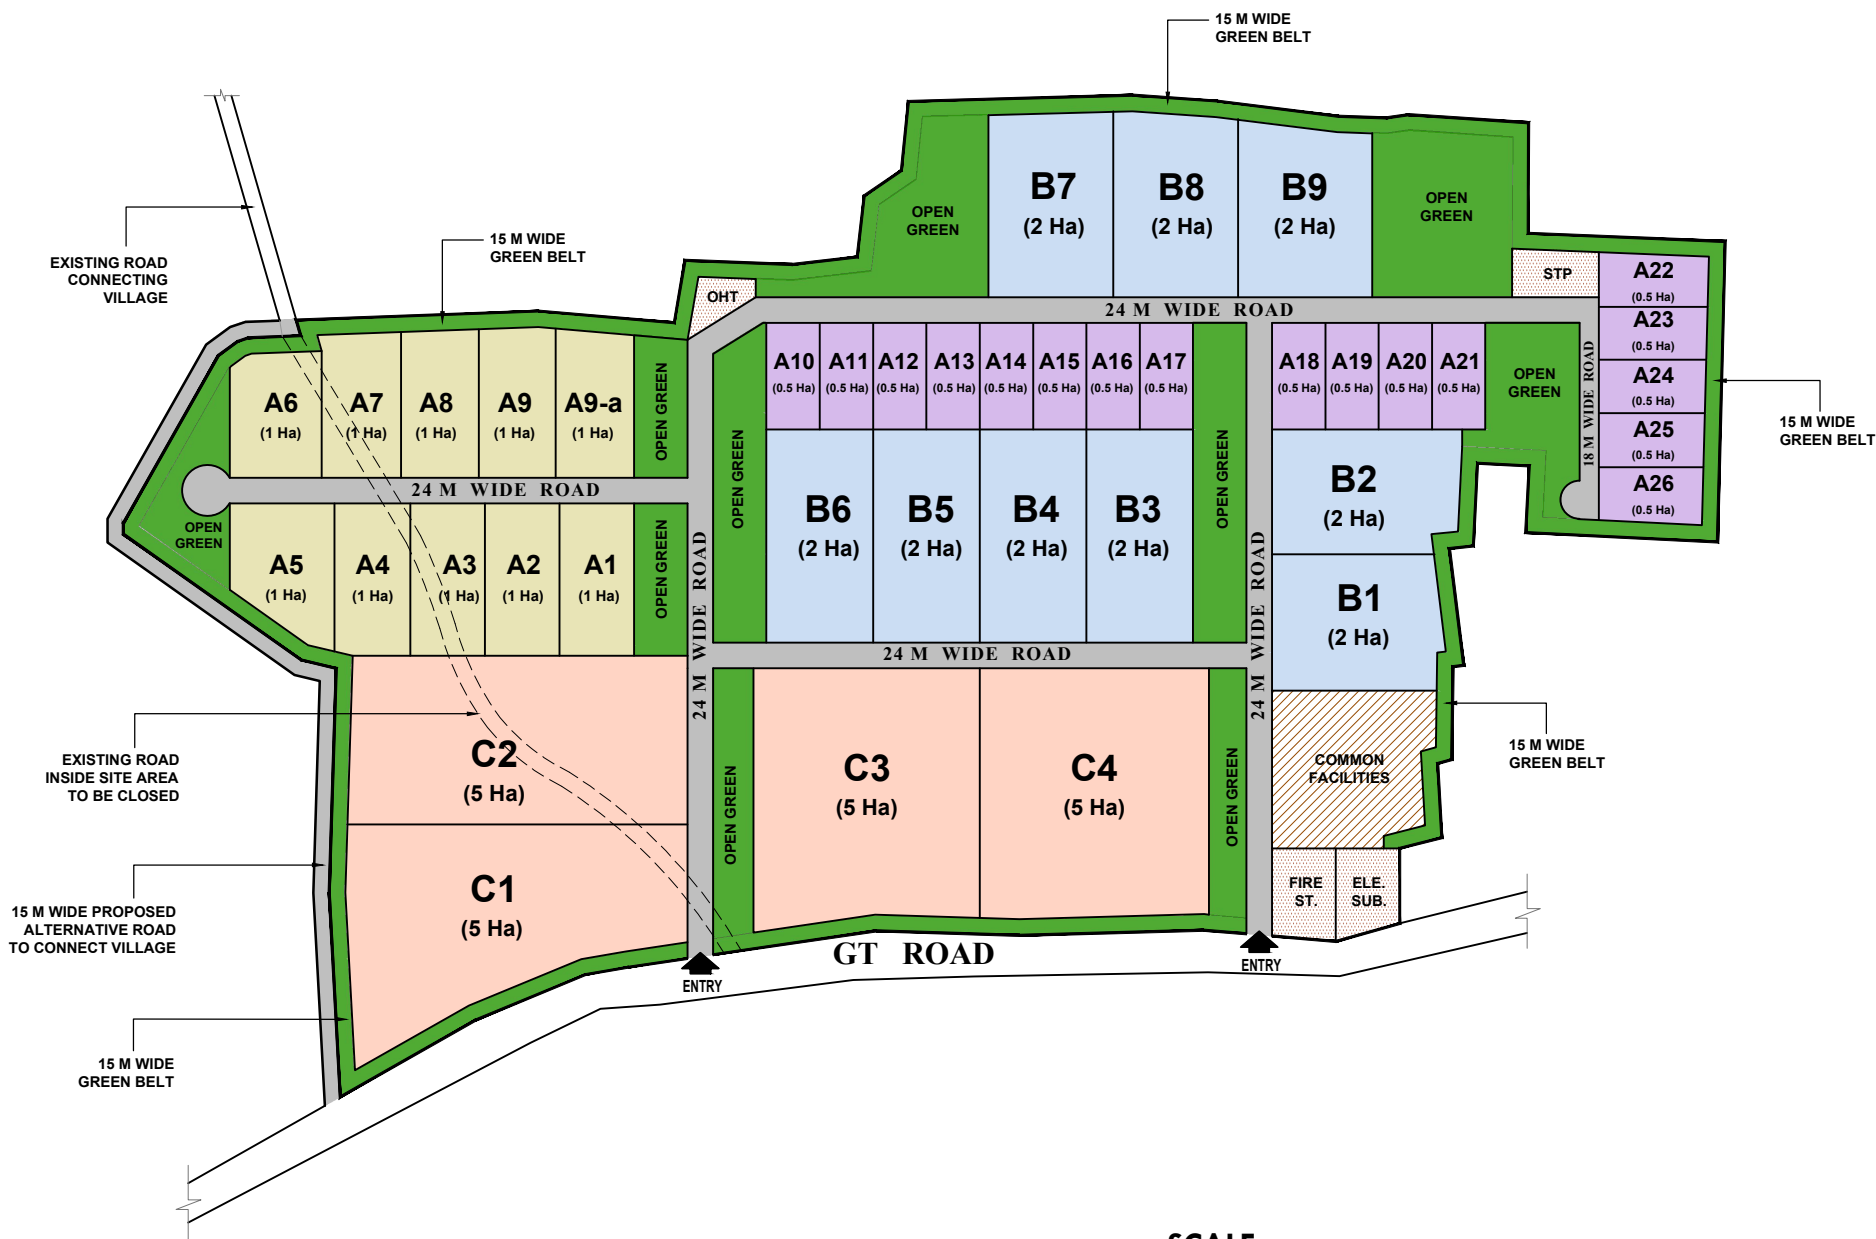 15 M WIDE
GREEN BELT
EXISTING ROAD
CONNECTING
VILLAGE
15 M WIDE
GREEN BELT
OPEN
GREEN
B7
(2 Ha)
B8
(2 Ha)
B9
(2 Ha)
OPEN
GREEN
OHT
STP
24 M WIDE ROAD
A22
(0.5 Ha)
A23
(0.5 Ha)
A24
(0.5 Ha)
A25
(0.5 Ha)
A26
(0.5 Ha)
18 M WIDE ROAD
15 M WIDE
GREEN BELT
A6
(1 Ha)
A7
(1 Ha)
A8
(1 Ha)
A9
(1 Ha)
A9-a
(1 Ha)
OPEN GREEN
A10
(0.5 Ha)
A11
(0.5 Ha)
A12
(0.5 Ha)
A13
(0.5 Ha)
A14
(0.5 Ha)
A15
(0.5 Ha)
A16
(0.5 Ha)
A17
(0.5 Ha)
A18
(0.5 Ha)
A19
(0.5 Ha)
A20
(0.5 Ha)
A21
(0.5 Ha)
OPEN
GREEN
24 M WIDE ROAD
OPEN GREEN
OPEN GREEN
OPEN
GREEN
A5
(1 Ha)
A4
(1 Ha)
A3
(1 Ha)
A2
(1 Ha)
A1
(1 Ha)
OPEN GREEN
24 M WIDE ROAD
B6
(2 Ha)
B5
(2 Ha)
B4
(2 Ha)
B3
(2 Ha)
24 M WIDE ROAD
B2
(2 Ha)
B1
(2 Ha)
24 M WIDE ROAD
EXISTING ROAD
INSIDE SITE AREA
TO BE CLOSED
C2
(5 Ha)
OPEN GREEN
C3
(5 Ha)
C4
(5 Ha)
OPEN GREEN
COMMON
FACILITIES
15 M WIDE
GREEN BELT
15 M WIDE PROPOSED
ALTERNATIVE ROAD
TO CONNECT VILLAGE
C1
(5 Ha)
FIRE
ST.
ELE.
SUB.
GT ROAD
ENTRY
ENTRY
15 M WIDE
GREEN BELT
SCALE